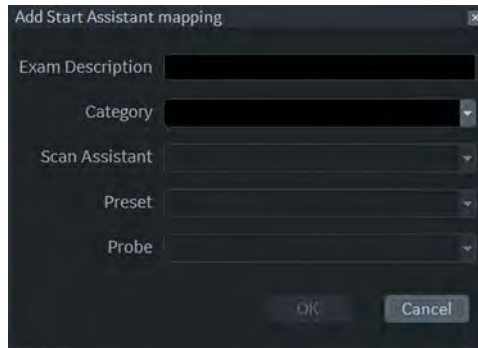 Add Start Assistant mapping
Exam Description
Category
Scan Assistant
Preset
Probe
OK
Cancel